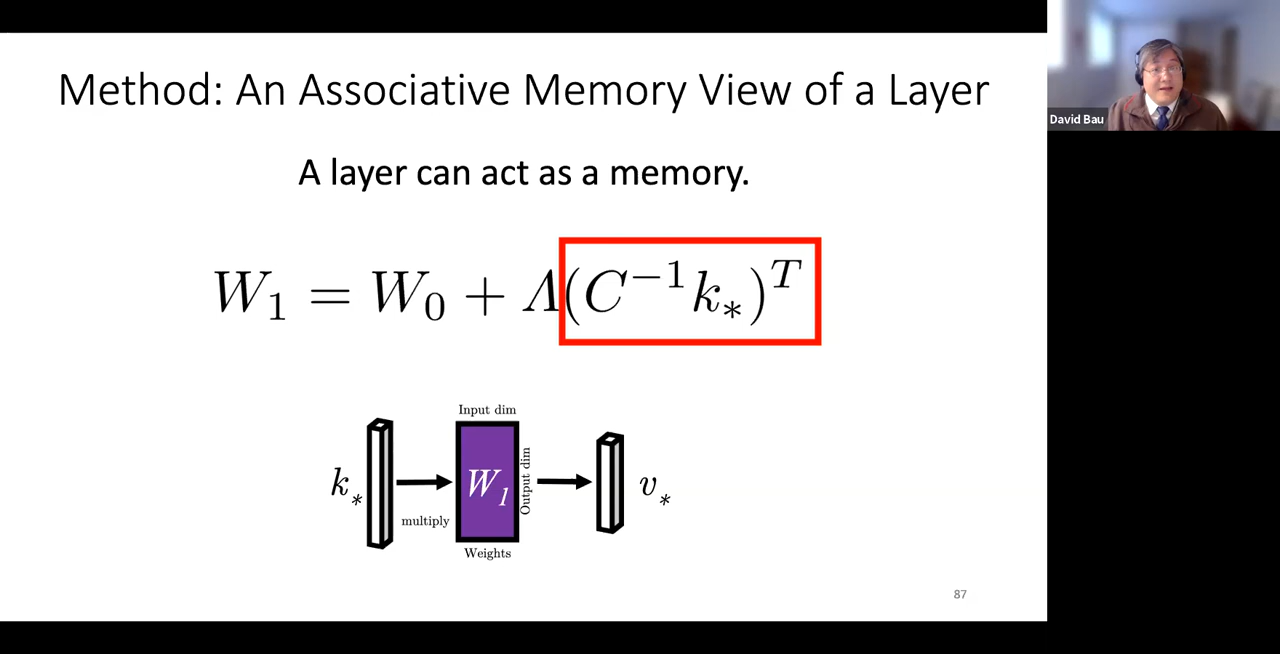 Method: An Associative Memory View of a Layer
David Bau
A layer can act as a memory.
W₁ = W₀ + Λ(C⁻¹k₊)ᵀ
Input dim
k₊
W₁
Output dim
v₊
multiply
Weights
87